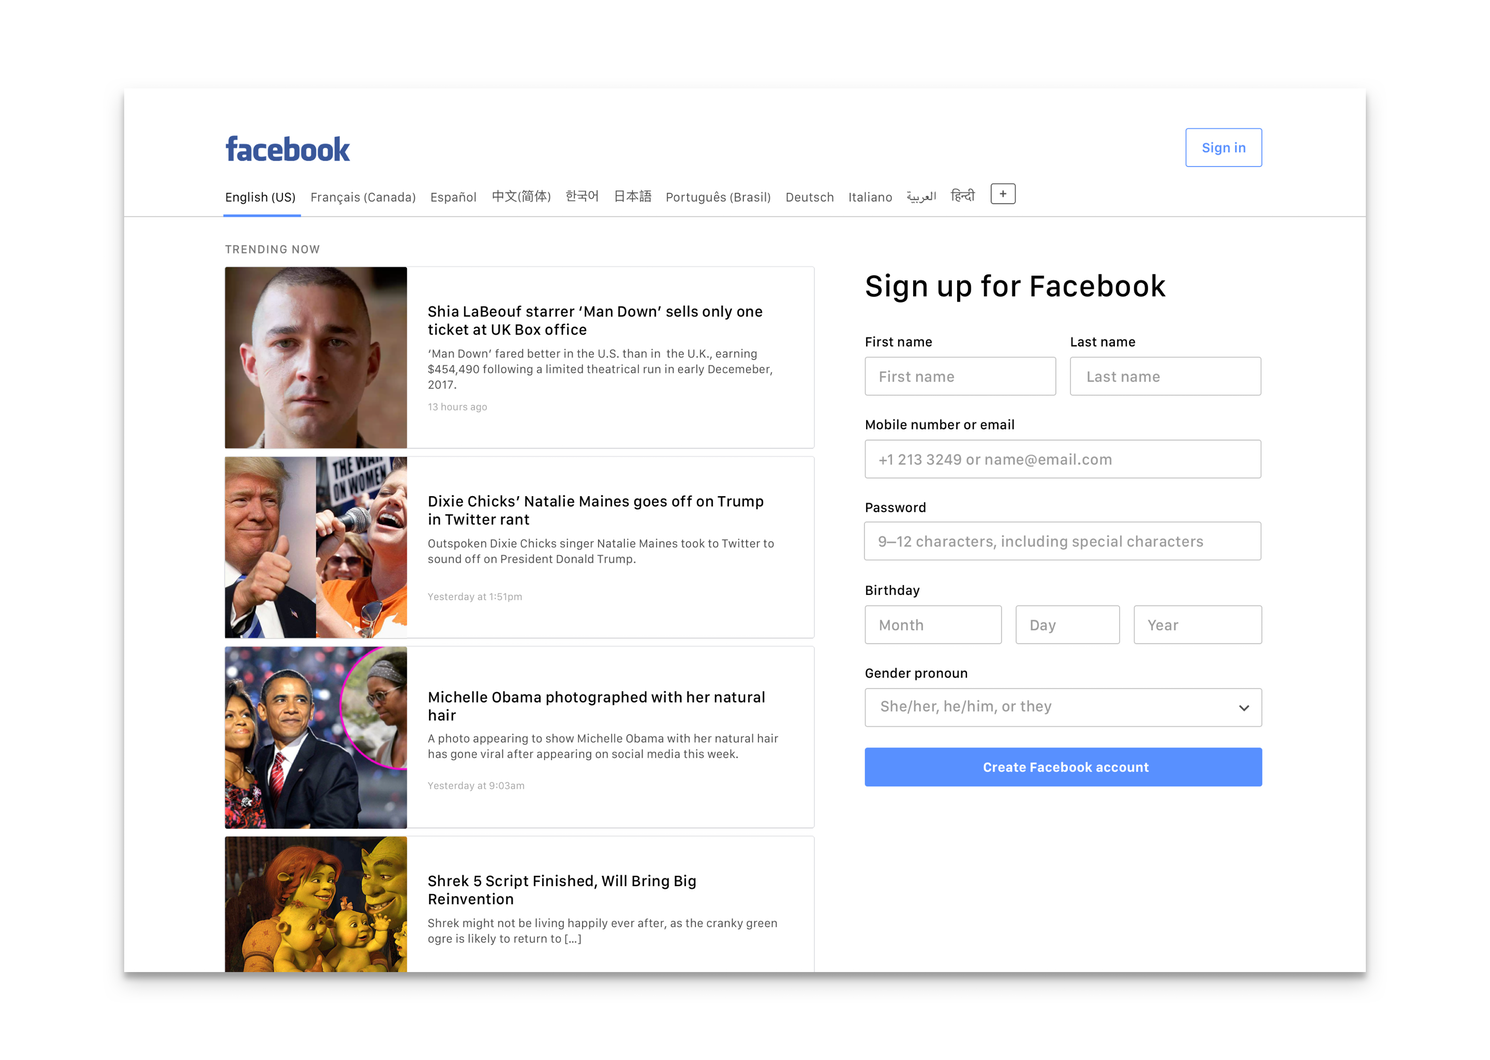 facebook
Sign in
English (US) Français (Canada) Español 中文(简体) 한국어 日本語 Português (Brasil) Deutsch Italiano العربية हिन्दी +
TRENDING NOW
Shia LaBeouf starrer ‘Man Down’ sells only one
ticket at UK Box office
‘Man Down’ fared better in the U.S. than in the U.K., earning
$454,490 following a limited theatrical run in early Decemeber,
2017.
13 hours ago
THE WAR
ON WOMEN
Dixie Chicks’ Natalie Maines goes off on Trump
in Twitter rant
Outspoken Dixie Chicks singer Natalie Maines took to Twitter to
sound off on President Donald Trump.
Yesterday at 1:51pm
Michelle Obama photographed with her natural
hair
A photo appearing to show Michelle Obama with her natural hair
has gone viral after appearing on social media this week.
Yesterday at 9:03am
Shrek 5 Script Finished, Will Bring Big
Reinvention
Shrek might not be living happily ever after, as the cranky green
ogre is likely to return to [...]
Sign up for Facebook
First name Last name
First name Last name
Mobile number or email
+1 213 3249 or name@email.com
Password
9–12 characters, including special characters
Birthday
Month Day Year
Gender pronoun
She/her, he/him, or they
Create Facebook account